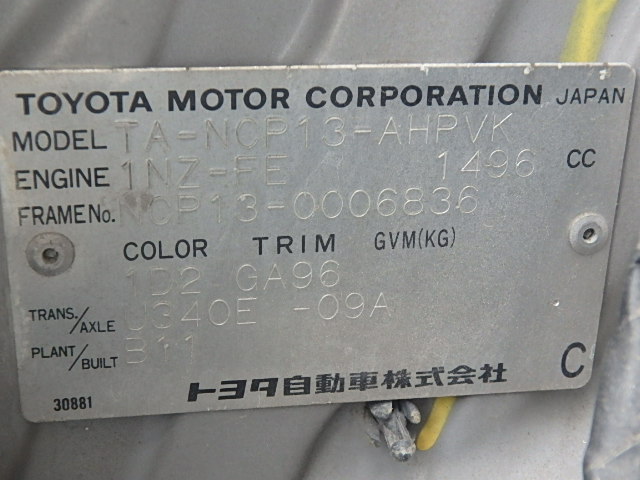 TOYOTA MOTOR CORPORATION JAPAN
MODEL TA-NCP13-AHPVK
ENGINE 1NZ-FE 1496 CC
FRAME No. NCP13-0006836
COLOR TRIM GVM(KG)
1D2 GA96
TRANS./AXLE U340E -09A
PLANT/BUILT B11
トヨタ自動車株式会社 C
30881